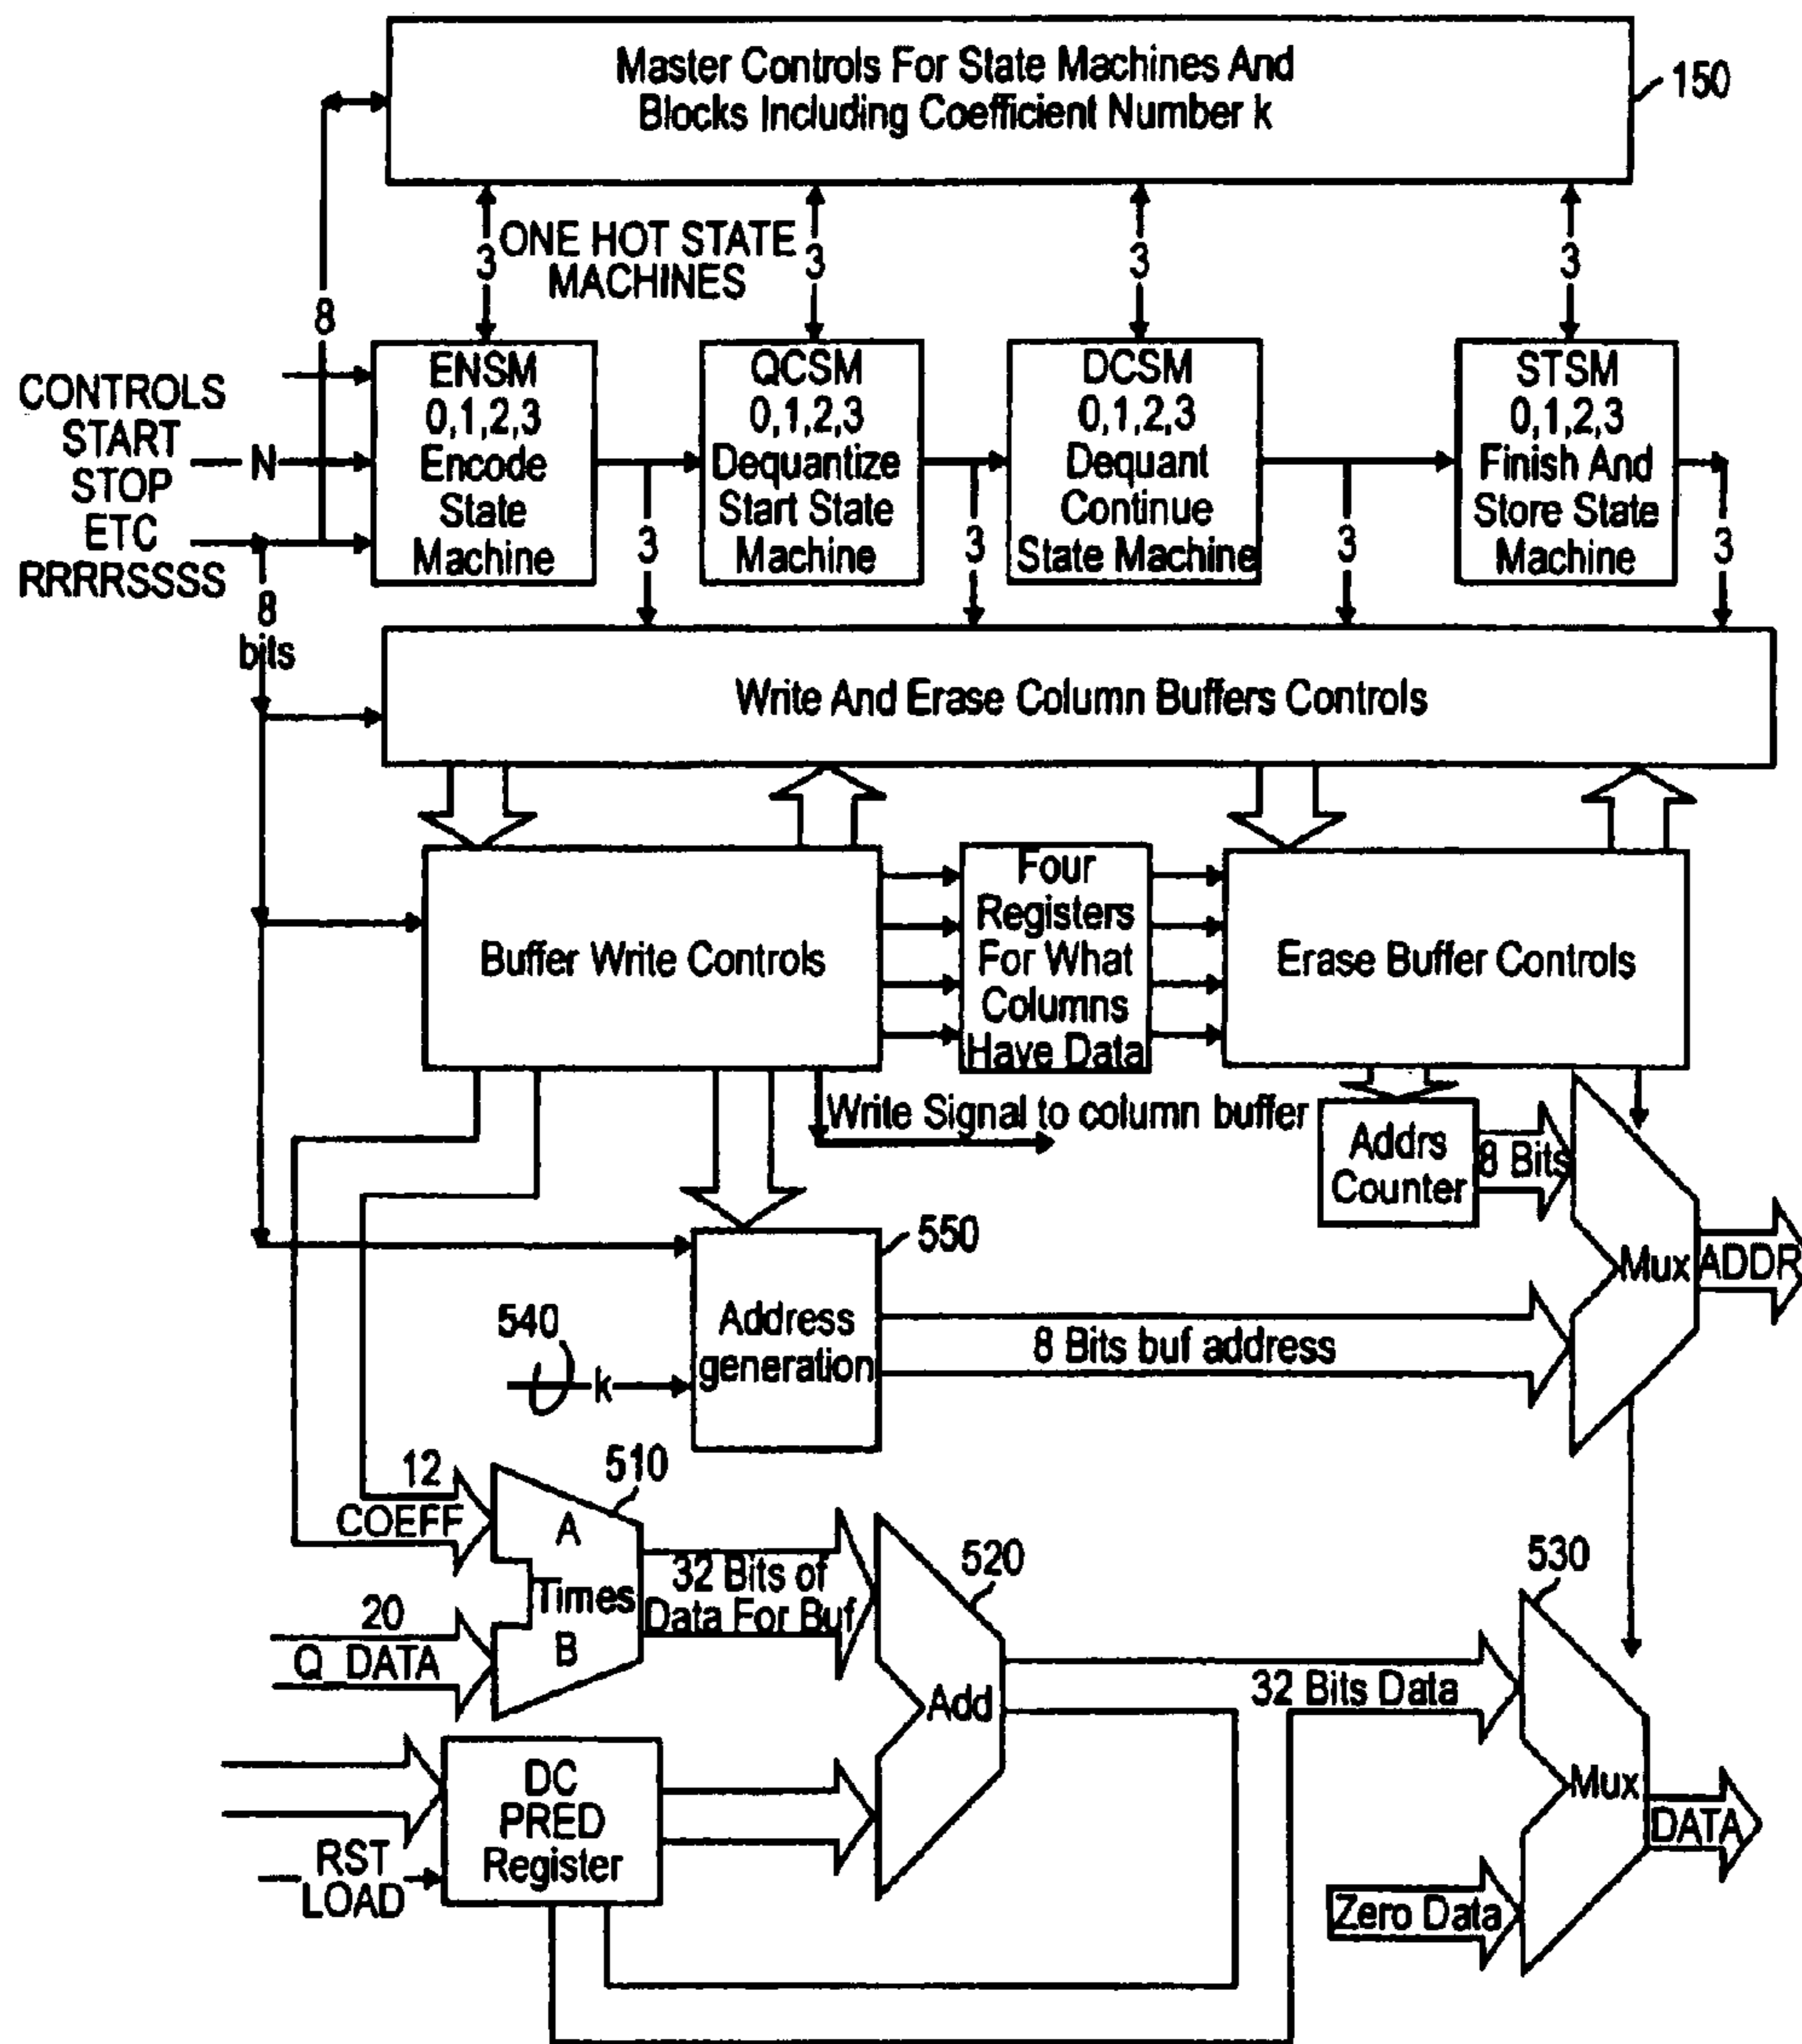 Master Controls For State Machines And
Blocks Including Coefficient Number k
150
ONE HOT STATE
MACHINES
3
3
3
3
8
CONTROLS
START
N
STOP
ETC
RRRRSSSS
8
bits
ENSM
0,1,2,3
Encode
State
Machine
QCSM
0,1,2,3
Dequantize
Start State
Machine
DCSM
0,1,2,3
Dequant
Continue
State Machine
STSM
0,1,2,3
Finish And
Store State
Machine
3
3
3
3
Write And Erase Column Buffers Controls
Buffer Write Controls
Four
Registers
For What
Columns
Have Data
Erase Buffer Controls
Write Signal to column buffer
Addrs
Counter
8 Bits
Mux
ADDR
550
Address
generation
540
k
8 Bits buf address
12
COEFF
510
A
Times
B
20
Q_DATA
32 Bits of
Data For Buf
520
Add
32 Bits Data
530
Mux
DATA
Zero Data
DC
PRED
Register
RST
LOAD